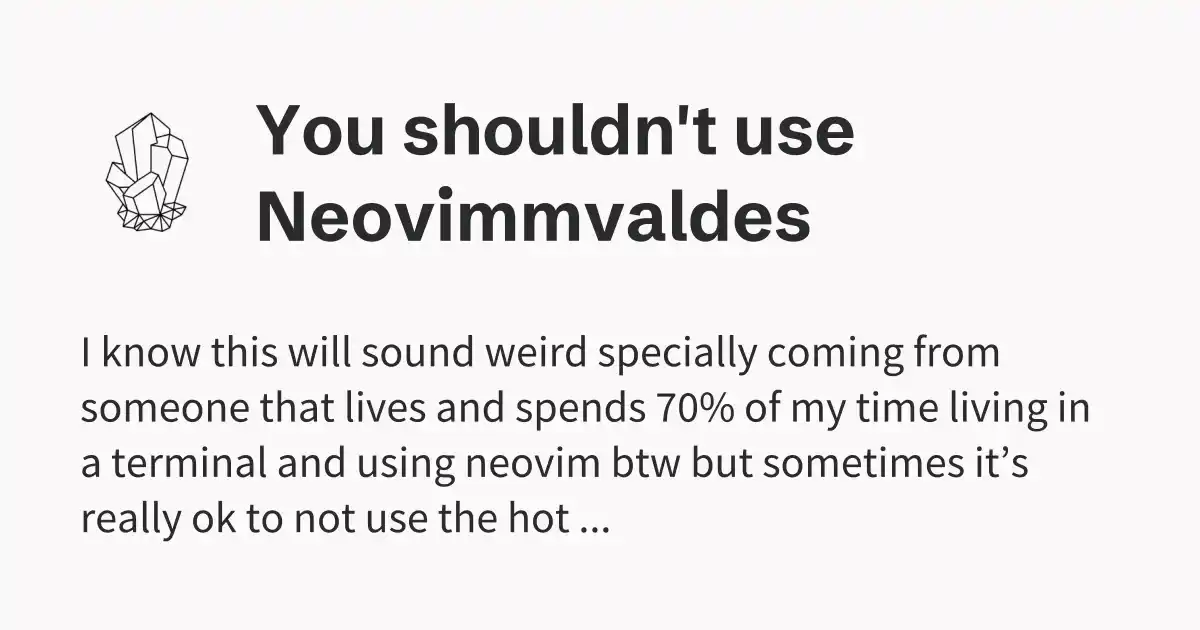 You shouldn't use
Neovimmvaldes
I know this will sound weird specially coming from
someone that lives and spends 70% of my time living in
a terminal and using neovim btw but sometimes it’s
really ok to not use the hot ...